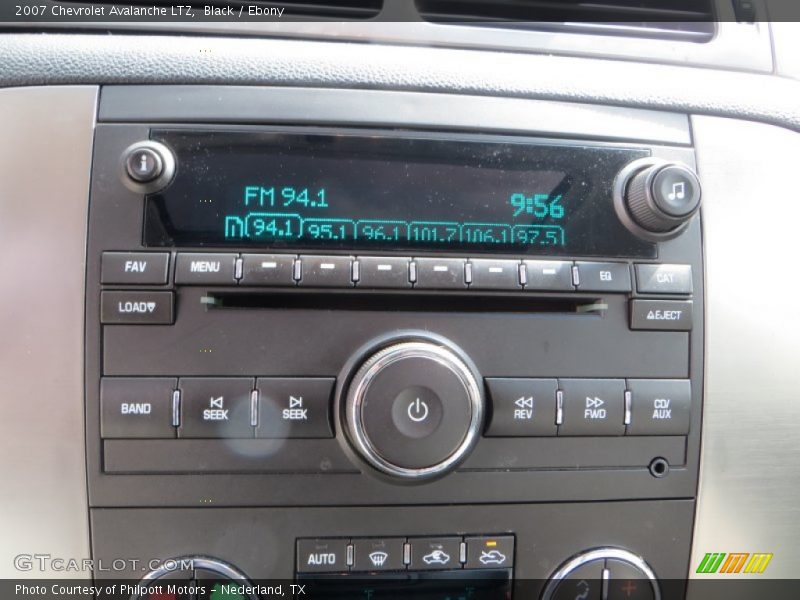 2007 Chevrolet Avalanche LTZ, Black / Ebony
i
FM 94.1 9:56
94.1 95.1 96.1 101.7 106.1 97.5
FAV MENU EQ CAT
LOAD EJECT
BAND SEEK SEEK REV FWD CD/AUX
AUTO
GTCARLOT.COM
Photo Courtesy of Philpott Motors - Nederland, TX